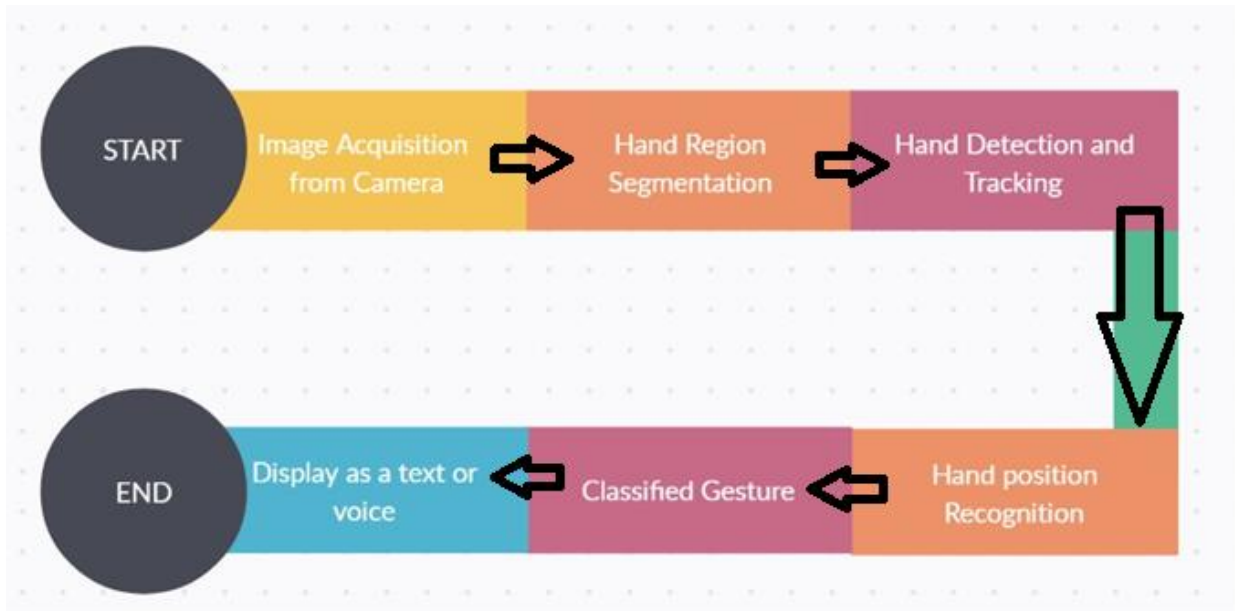 START
Image Acquisition
from Camera
Hand Region
Segmentation
Hand Detection and
Tracking
Hand position
Recognition
Classified Gesture
Display as a text or
voice
END